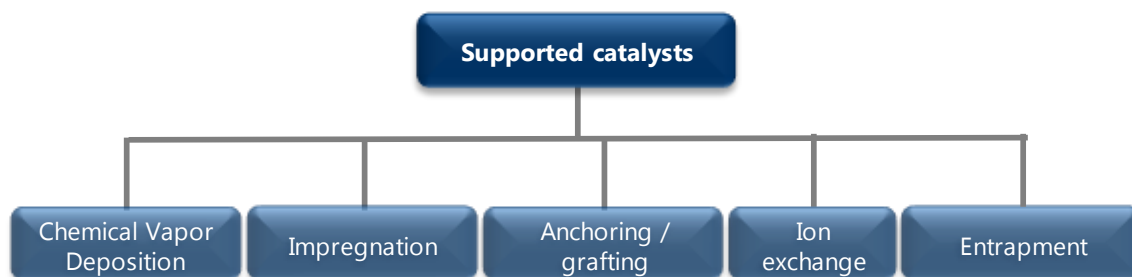 Supported catalysts
Chemical Vapor
Deposition
Impregnation
Anchoring /
grafting
Ion
exchange
Entrapment